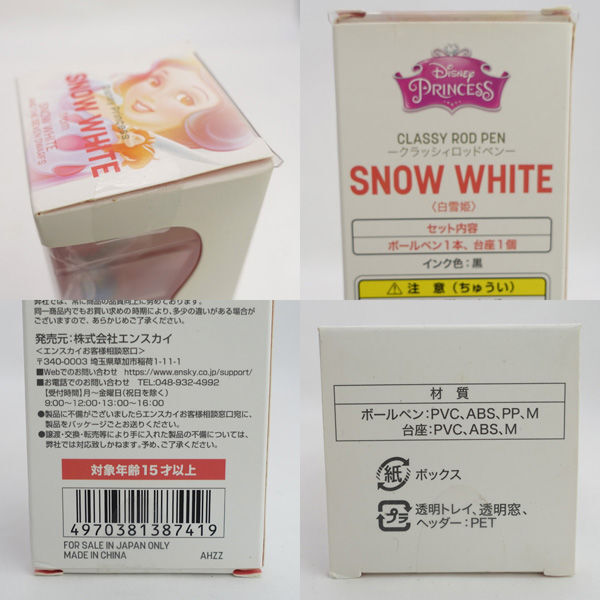 SNOW WHITE
from
SNOW WHITE
Disney
PRINCESS
CLASSY ROD PEN
ークラッシィロッドペンー
SNOW WHITE
〈白雪姫〉
セット内容
ボールペン1本、台座1個
インク色：黒
⚠ 注 意（ちゅうい）
弊社では、常に商品の品質向上に努めております。
同一商品内でもお買い求めの時期により、多少の違いがある場合が
ございますので、あらかじめご了承ください。
発売元：株式会社エンスカイ
<エンスカイお客様相談窓口>
〒340-0003 埼玉県草加市稲荷1-11-1
■Webでのお問い合わせ https://www.ensky.co.jp/support/
■お電話でのお問い合わせ TEL:048-932-4992
【受付時間】月～金曜日(祝日を除く)
9:00～12:00・13:00～16:00
●製品に不備がございましたらエンスカイお客様相談窓口宛に、
製品をパッケージごとお送りください。
●譲渡・交換・転売等により手に入れた製品の不備については、
弊社では対応致しかねます。予め、ご了承ください。
対象年齢15才以上
4970381387419
FOR SALE IN JAPAN ONLY
MADE IN CHINA AHZZ
材 質
ボールペン：PVC、ABS、PP、M
台座：PVC、ABS、M
紙 ボックス
プラ 透明トレイ、透明窓、
ヘッダー：PET